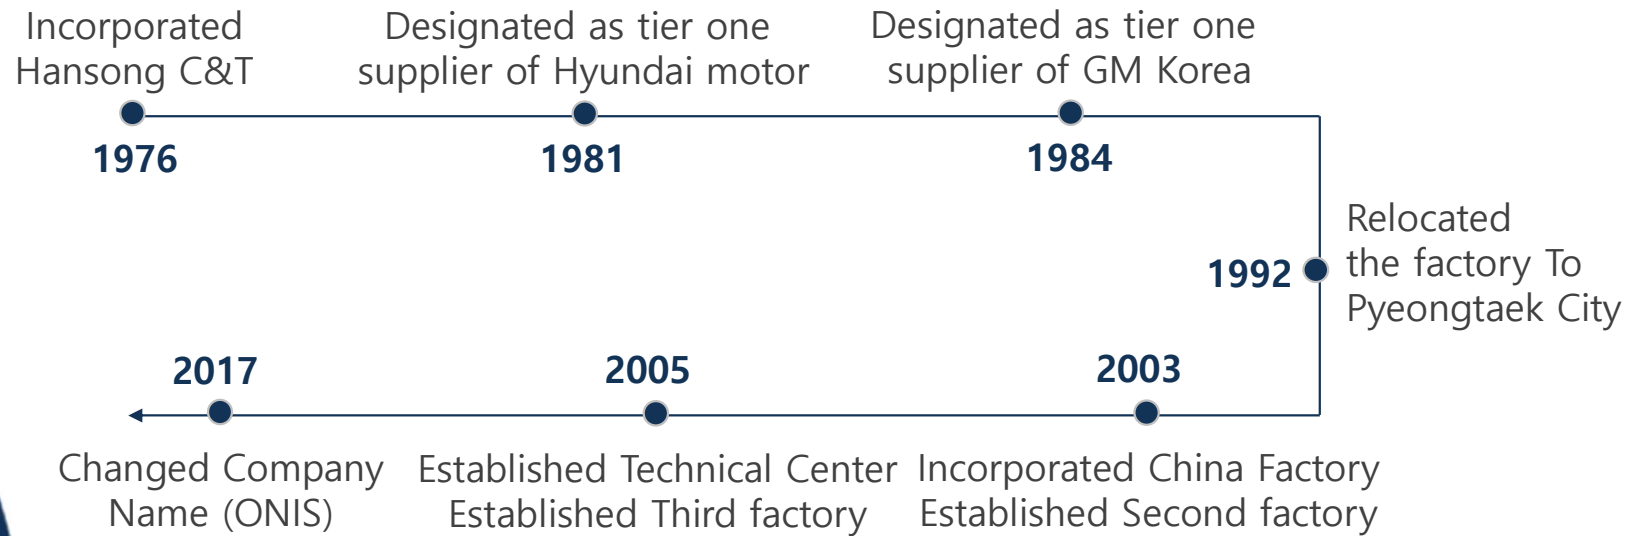 Incorporated
Hansong C&T
1976
Designated as tier one
supplier of Hyundai motor
1981
Designated as tier one
supplier of GM Korea
1984
1992
Relocated
the factory To
Pyeongtaek City
2003
Incorporated China Factory
Established Second factory
2005
Established Technical Center
Established Third factory
2017
Changed Company
Name (ONIS)